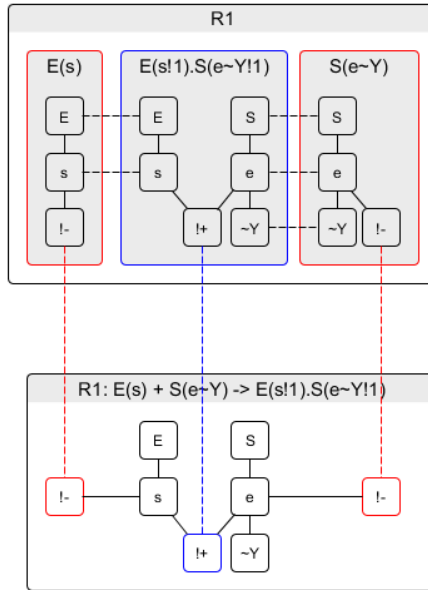 R1
E(s) E(s!1).S(e~Y!1) S(e~Y)
E E S S
s s e e
!- !+ ~Y ~Y !-
R1: E(s) + S(e~Y) -> E(s!1).S(e~Y!1)
E S
!- s e !-
!+ ~Y